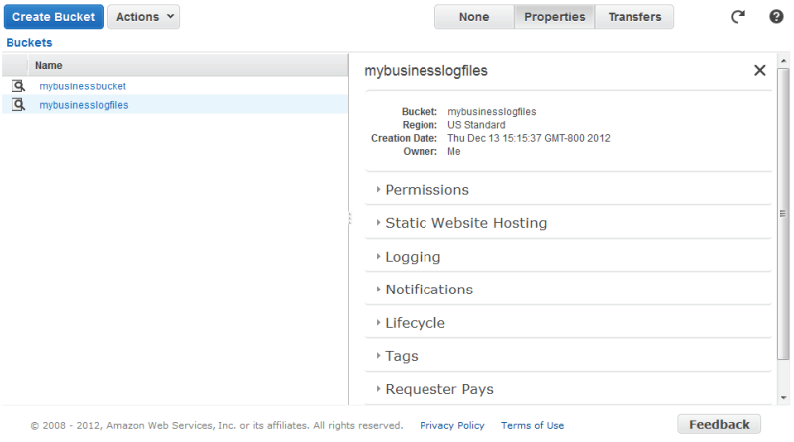 Create Bucket Actions None Properties Transfers
Buckets
Name
mybusinessbucket
mybusinesslogfiles
mybusinesslogfiles
Bucket: mybusinesslogfiles
Region: US Standard
Creation Date: Thu Dec 13 15:15:37 GMT-800 2012
Owner: Me
Permissions
Static Website Hosting
Logging
Notifications
Lifecycle
Tags
Requester Pays
© 2008 - 2012, Amazon Web Services, Inc. or its affiliates. All rights reserved. Privacy Policy Terms of Use Feedback